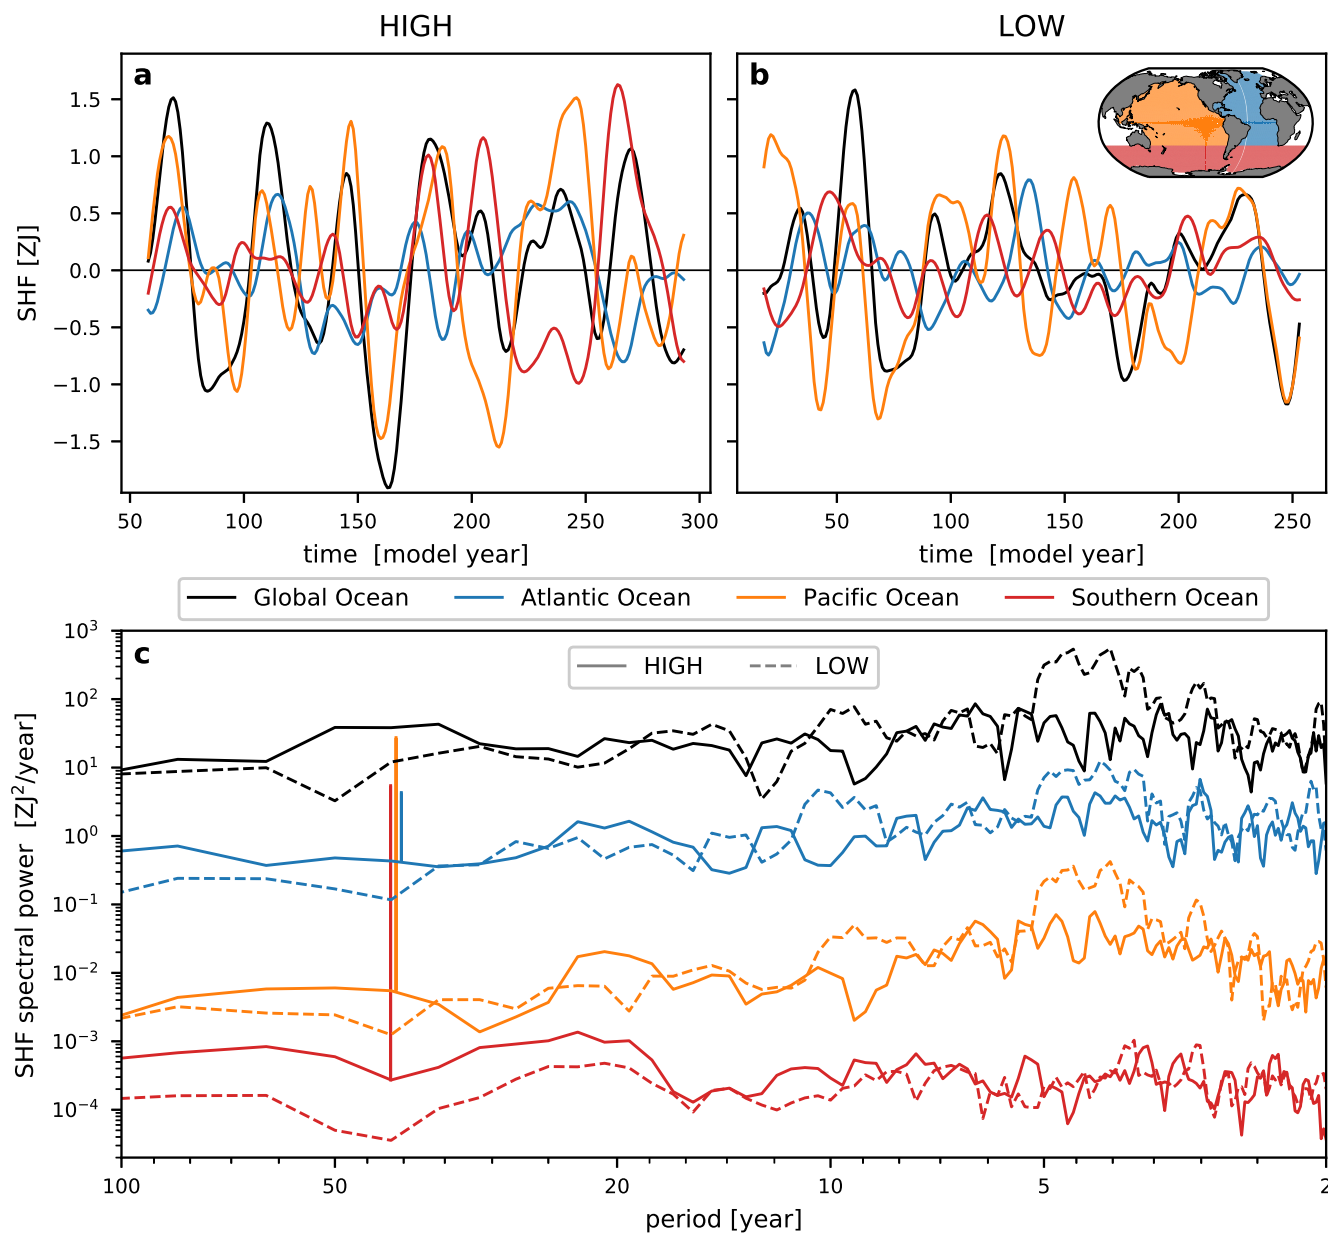 HIGH
LOW
a
b
1.5
1.0
0.5
0.0
−0.5
−1.0
−1.5
SHF [ZJ]
50 100 150 200 250 300
50 100 150 200 250
time [model year]
time [model year]
Global Ocean Atlantic Ocean Pacific Ocean Southern Ocean
c
HIGH LOW
10³
10²
10¹
10⁰
10⁻¹
10⁻²
10⁻³
10⁻⁴
SHF spectral power [ZJ²/year]
100 50 20 10 5 2
period [year]